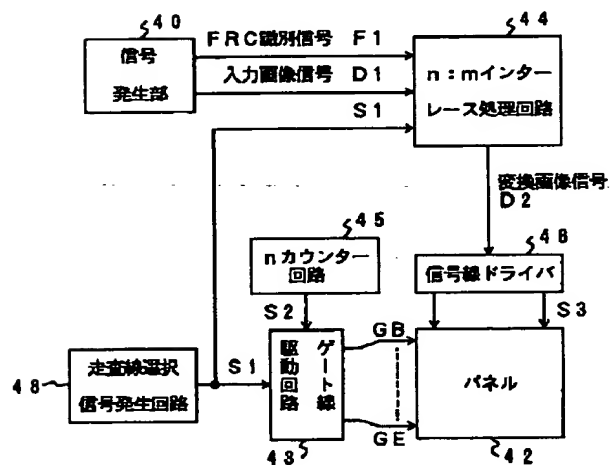 40
信号
発生部
FRC識別信号 F1
入力画像信号 D1
S1
44
n:mインター
レース処理回路
変換画像信号
D2
45
nカウンター
回路
S2
46
信号線ドライバ
S3
48
走査線選択
信号発生回路
S1
ゲート線
駆動回路
43
GB
GE
パネル
42